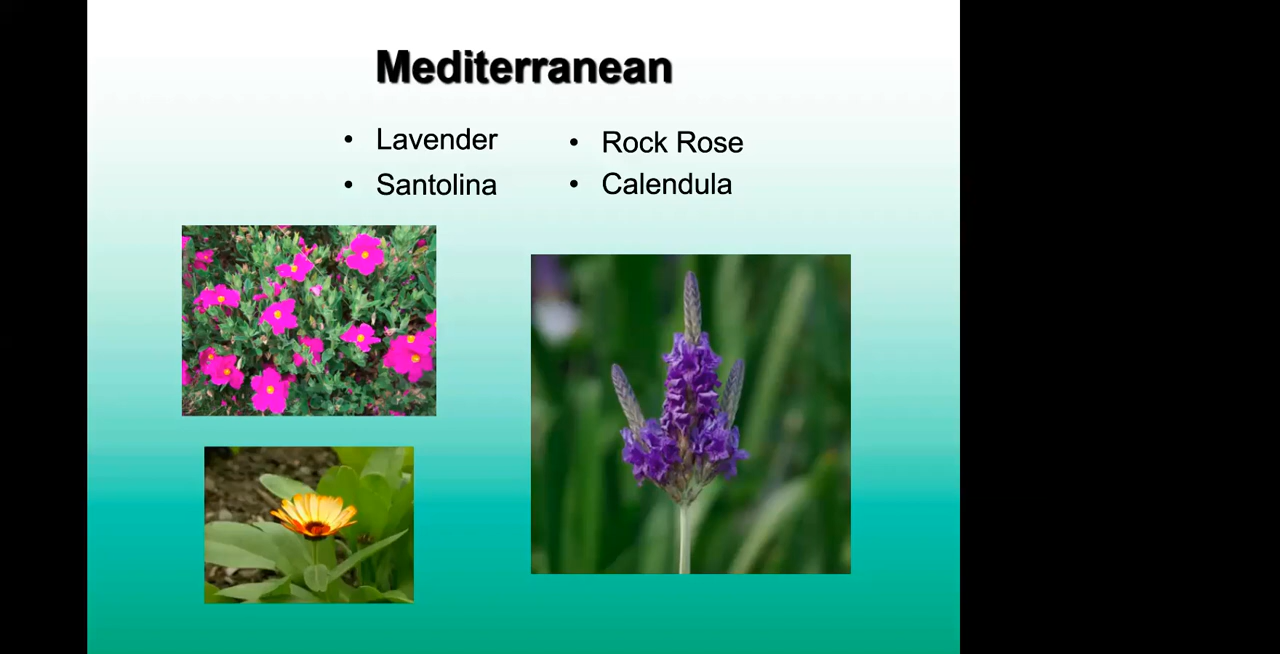 Mediterranean
• Lavender
• Santolina
• Rock Rose
• Calendula